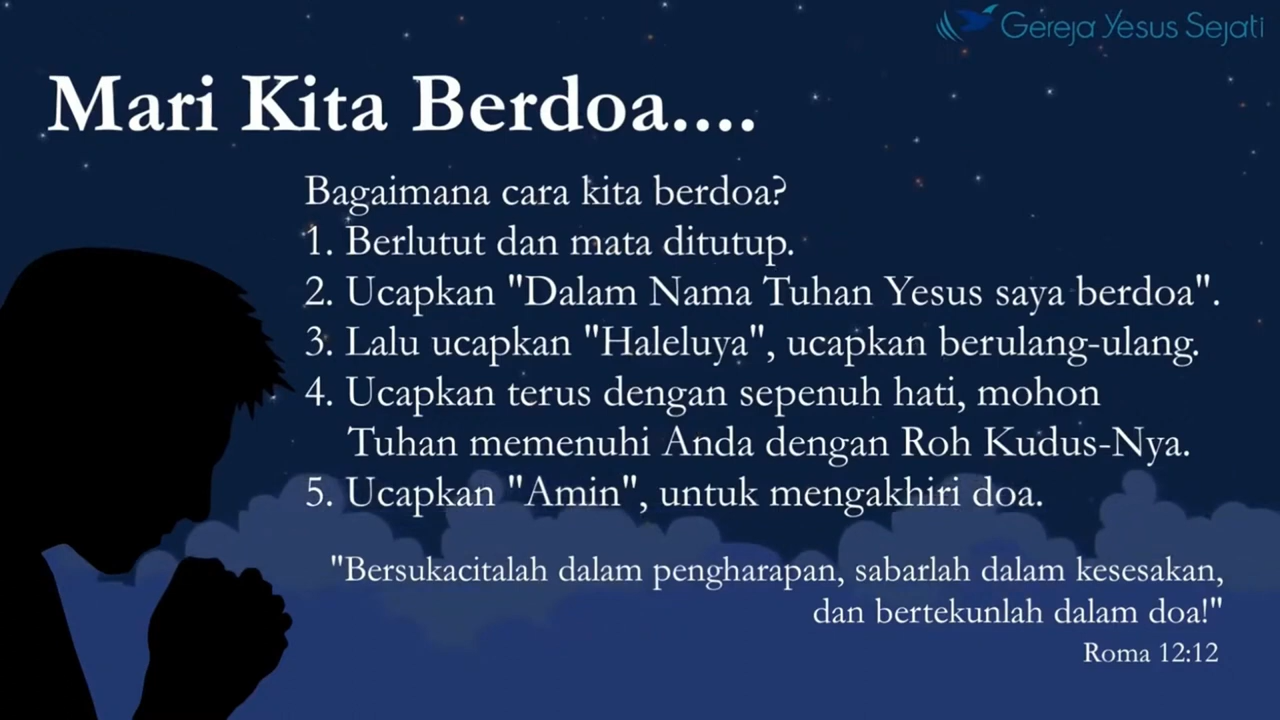 Gereja Yesus Sejati
Mari Kita Berdoa....
Bagaimana cara kita berdoa?
1. Berlutut dan mata ditutup.
2. Ucapkan "Dalam Nama Tuhan Yesus saya berdoa".
3. Lalu ucapkan "Haleluya", ucapkan berulang-ulang.
4. Ucapkan terus dengan sepenuh hati, mohon
Tuhan memenuhi Anda dengan Roh Kudus-Nya.
5. Ucapkan "Amin", untuk mengakhiri doa.
"Bersukacitalah dalam pengharapan, sabarlah dalam kesesakan,
dan bertekunlah dalam doa!"
Roma 12:12